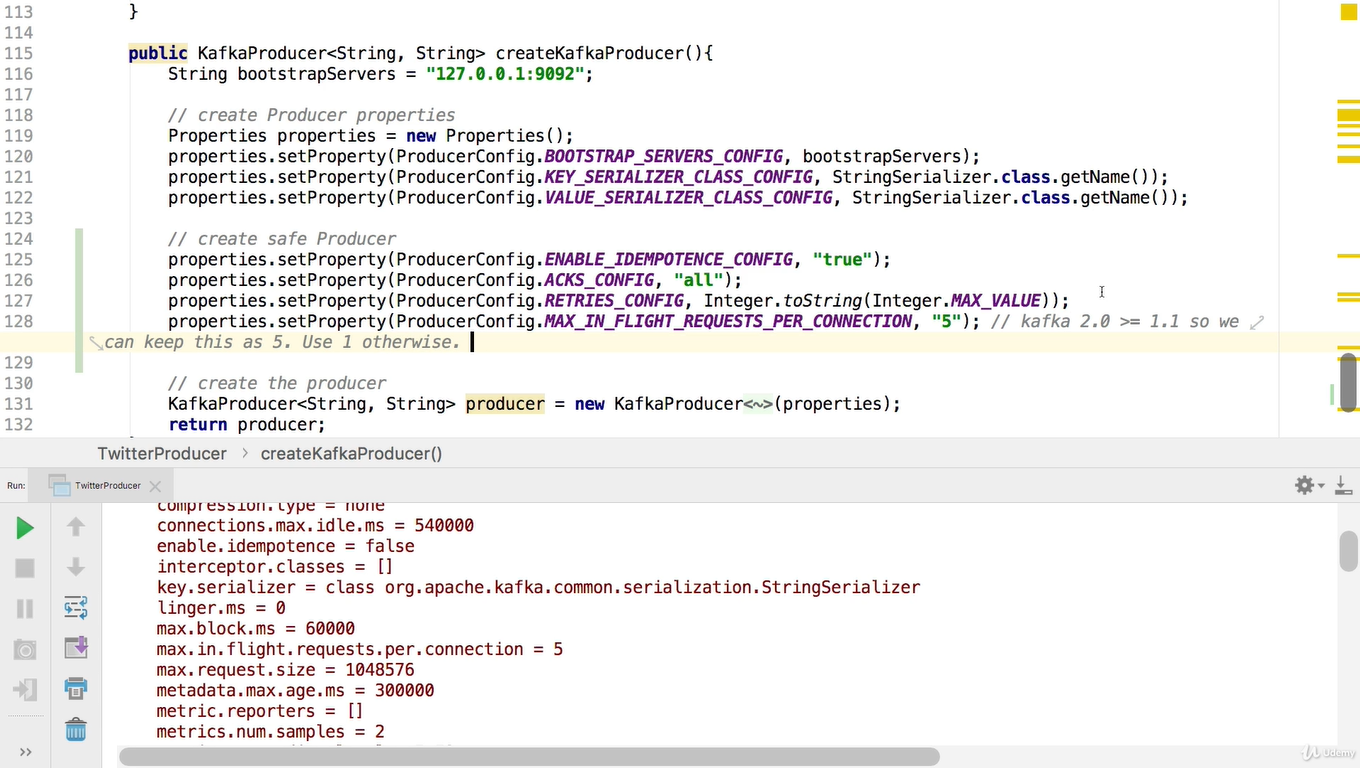 113 }
114
115 public KafkaProducer<String, String> createKafkaProducer(){
116 String bootstrapServers = "127.0.0.1:9092";
117
118 // create Producer properties
119 Properties properties = new Properties();
120 properties.setProperty(ProducerConfig.BOOTSTRAP_SERVERS_CONFIG, bootstrapServers);
121 properties.setProperty(ProducerConfig.KEY_SERIALIZER_CLASS_CONFIG, StringSerializer.class.getName());
122 properties.setProperty(ProducerConfig.VALUE_SERIALIZER_CLASS_CONFIG, StringSerializer.class.getName());
123
124 // create safe Producer
125 properties.setProperty(ProducerConfig.ENABLE_IDEMPOTENCE_CONFIG, "true");
126 properties.setProperty(ProducerConfig.ACKS_CONFIG, "all");
127 properties.setProperty(ProducerConfig.RETRIES_CONFIG, Integer.toString(Integer.MAX_VALUE));
128 properties.setProperty(ProducerConfig.MAX_IN_FLIGHT_REQUESTS_PER_CONNECTION, "5"); // kafka 2.0 >= 1.1 so we
can keep this as 5. Use 1 otherwise.
129
130 // create the producer
131 KafkaProducer<String, String> producer = new KafkaProducer<~>(properties);
132 return producer;
TwitterProducer > createKafkaProducer()
Run: TwitterProducer
compression.type = none
connections.max.idle.ms = 540000
enable.idempotence = false
interceptor.classes = []
key.serializer = class org.apache.kafka.common.serialization.StringSerializer
linger.ms = 0
max.block.ms = 60000
max.in.flight.requests.per.connection = 5
max.request.size = 1048576
metadata.max.age.ms = 300000
metric.reporters = []
metrics.num.samples = 2
Udemy